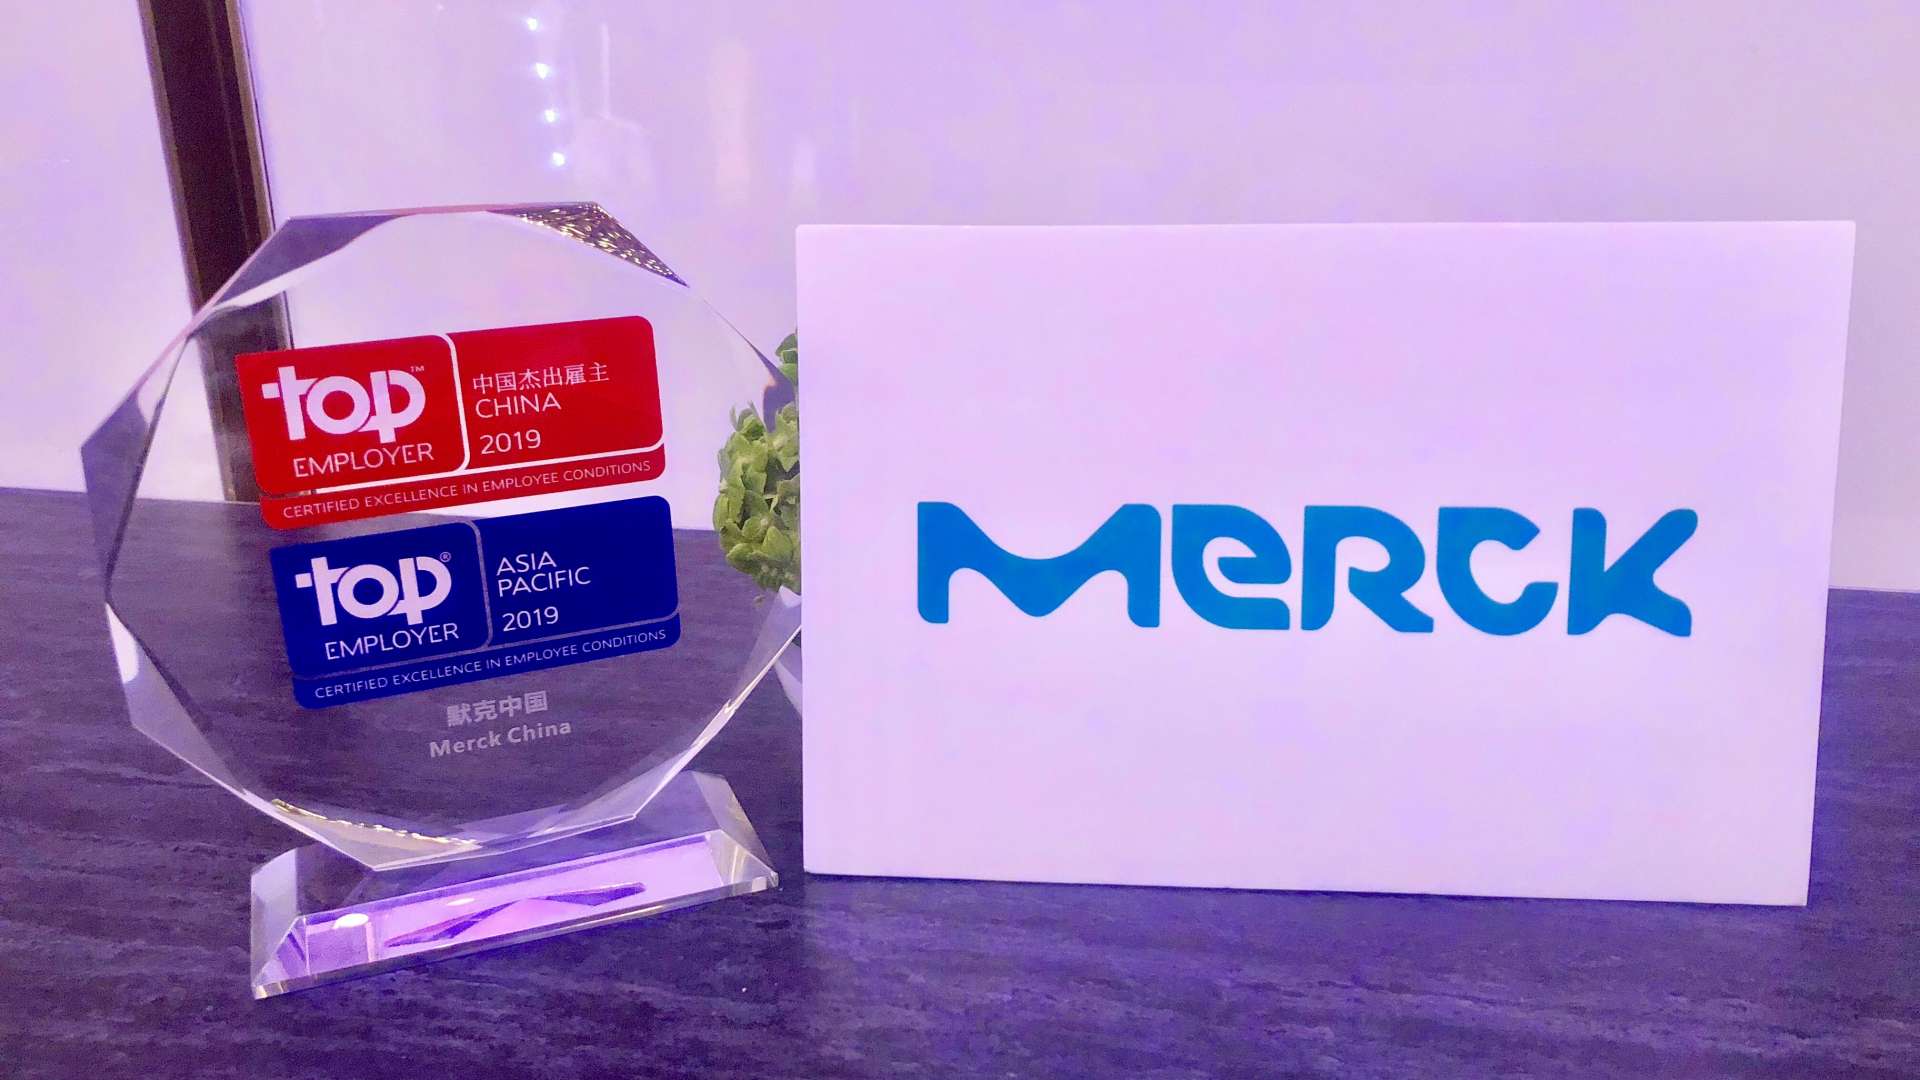 top™
EMPLOYER
中国杰出雇主
CHINA
2019
CERTIFIED EXCELLENCE IN EMPLOYEE CONDITIONS
top®
EMPLOYER
ASIA
PACIFIC
2019
CERTIFIED EXCELLENCE IN EMPLOYEE CONDITIONS
默克中国
Merck China
MERCK